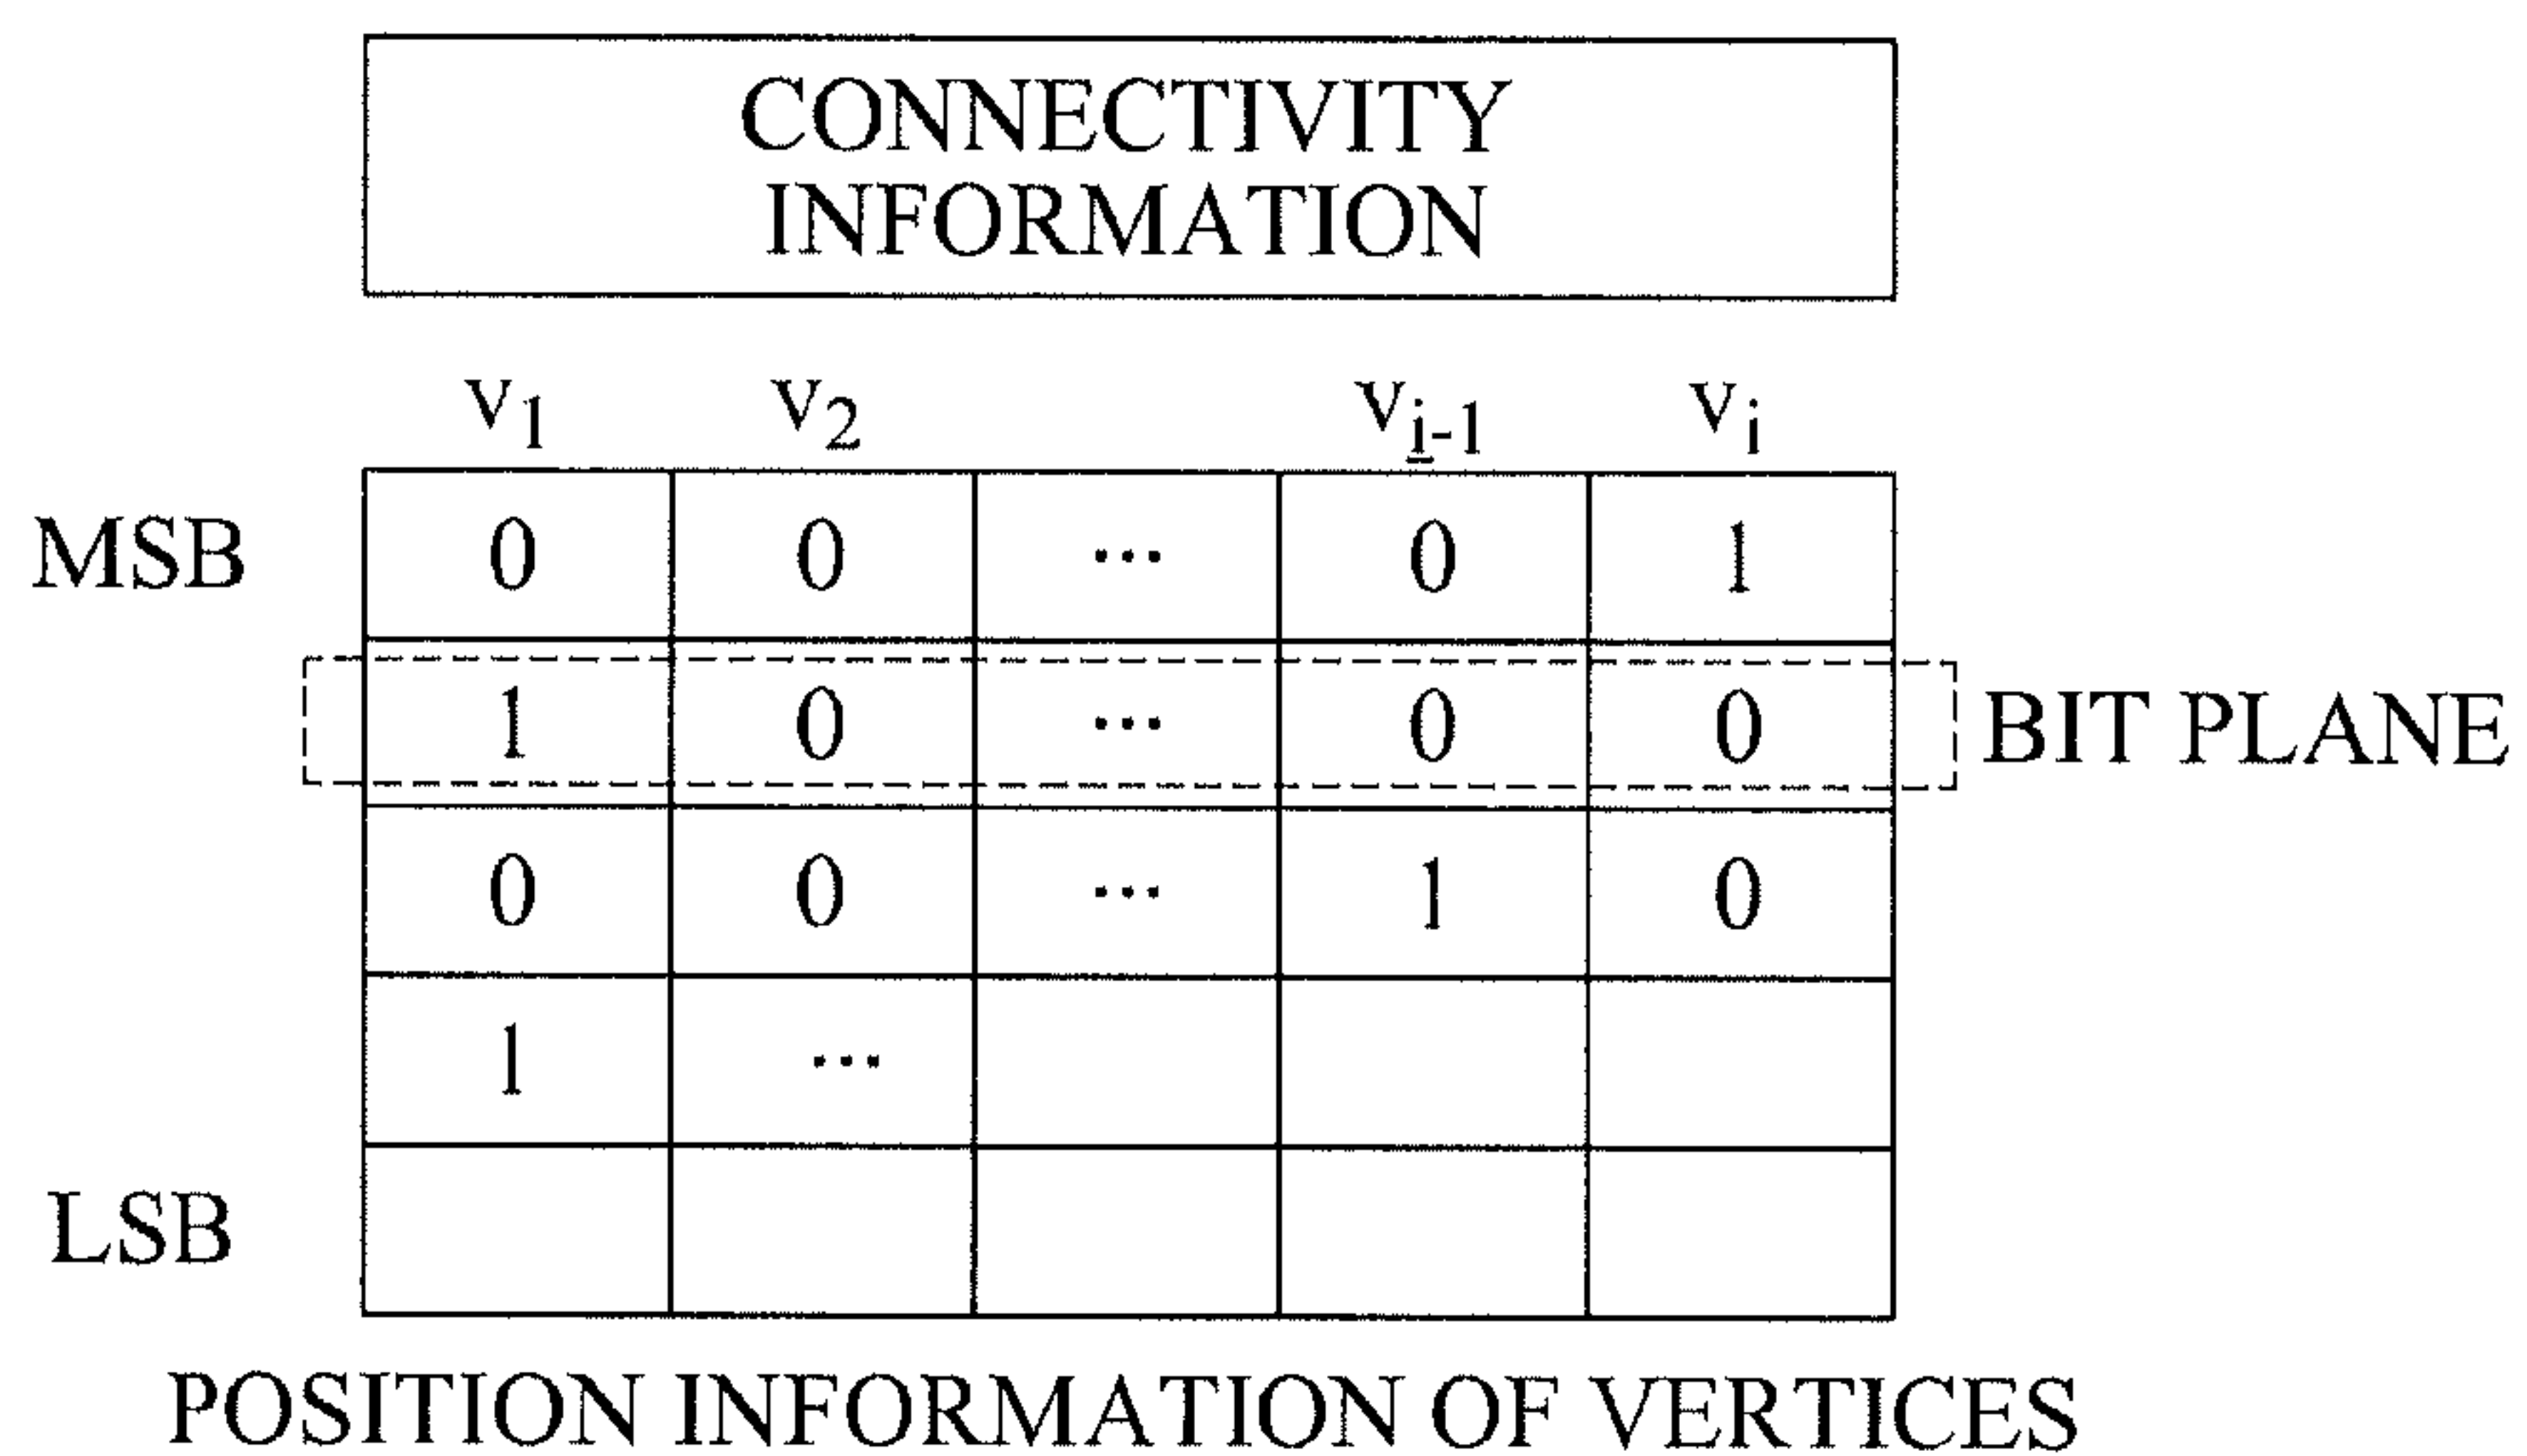 CONNECTIVITY
INFORMATION
v1 v2 vi-1 vi
MSB 0 0 ... 0 1
1 0 ... 0 0 BIT PLANE
0 0 ... 1 0
1 ...
LSB
POSITION INFORMATION OF VERTICES